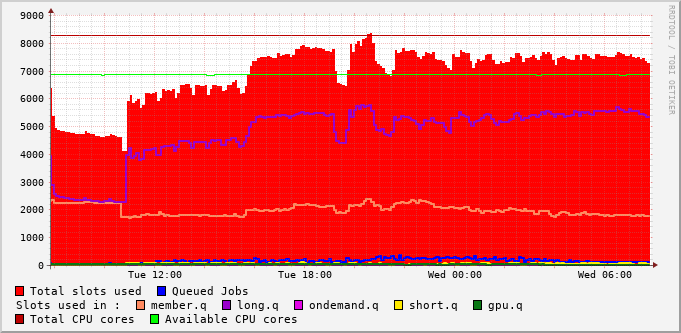 9000
8000
7000
6000
5000
4000
3000
2000
1000
0
Tue 12:00 Tue 18:00 Wed 00:00 Wed 06:00
RRDTOOL / TOBI OETIKER
Total slots used Queued Jobs
Slots used in : member.q long.q ondemand.q short.q gpu.q
Total CPU cores Available CPU cores